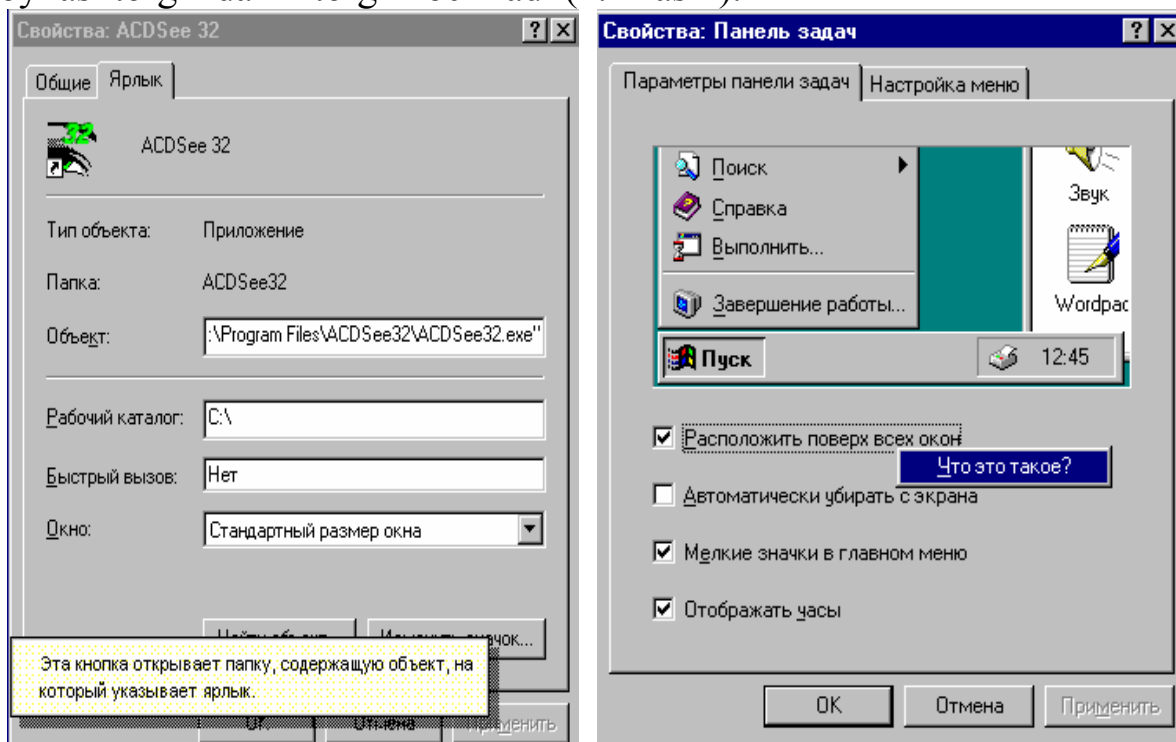 Свойства: ACDSee 32
Общие Ярлык
ACDSee 32
Тип объекта: Приложение
Папка: ACDSee32
Объект: :\Program Files\ACDSee32\ACDSee32.exe"
Рабочий каталог: C:\
Быстрый вызов: Нет
Окно: Стандартный размер окна
Эта кнопка открывает папку, содержащую объект, на
который указывает ярлык.
Применить
Свойства: Панель задач
Параметры панели задач Настройка меню
Поиск
Справка
Выполнить...
Завершение работы...
Пуск 12:45
Звук
Wordpac
Расположить поверх всех окон
Что это такое?
Автоматически убирать с экрана
Мелкие значки в главном меню
Отображать часы
OK Отмена Применить